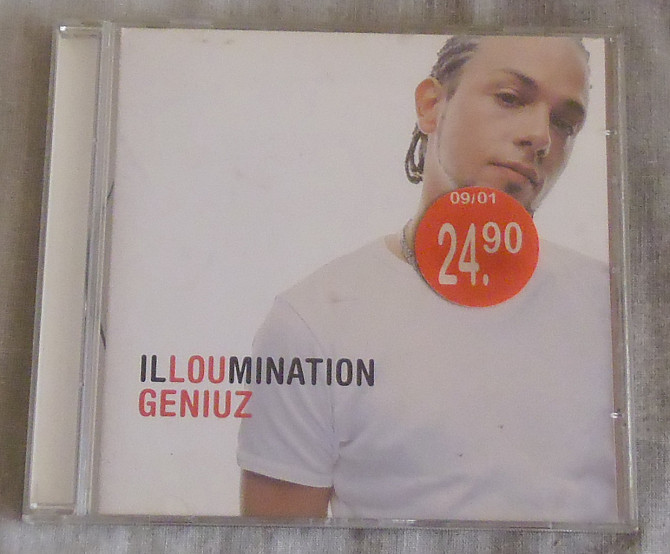 09/01
24.90
ILLOUMINATION
GENIUZ